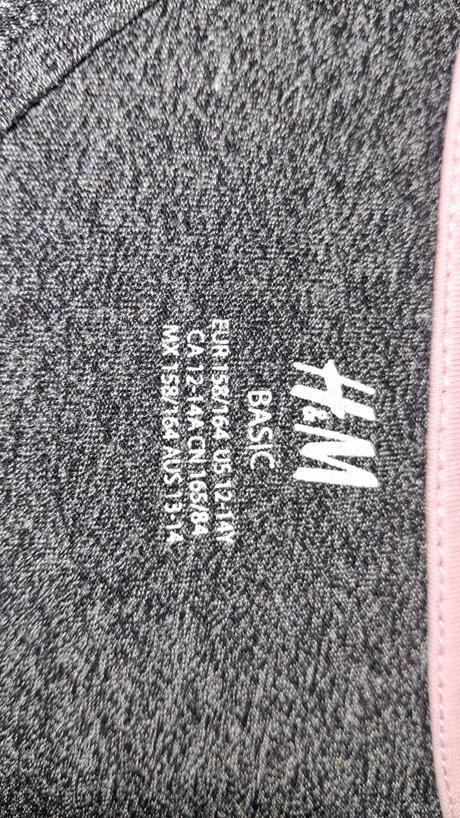 H&M
BASIC
EUR 158/164 US 12-14Y
CA 12-14A CN 165/84
MX 158/164 AUS 13-14